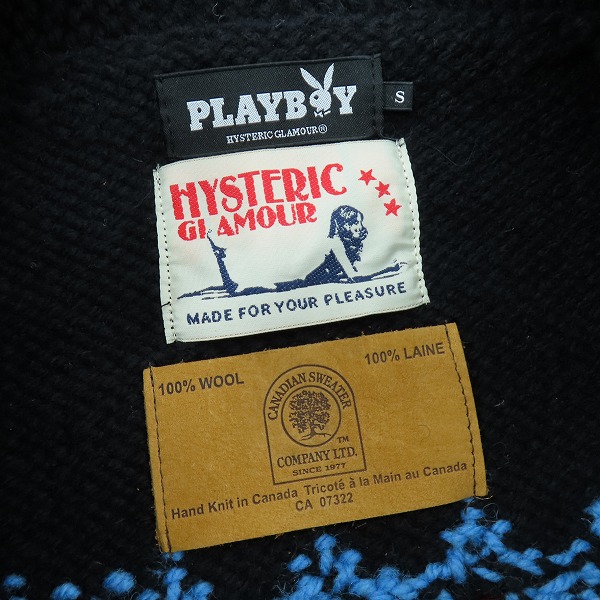 PLAYBOY
HYSTERIC GLAMOUR®
S
HYSTERIC
GLAMOUR
MADE FOR YOUR PLEASURE
100% WOOL 100% LAINE
CANADIAN SWEATER
COMPANY LTD. TM
SINCE 1977
Hand Knit in Canada Tricoté à la Main au Canada
CA 07322